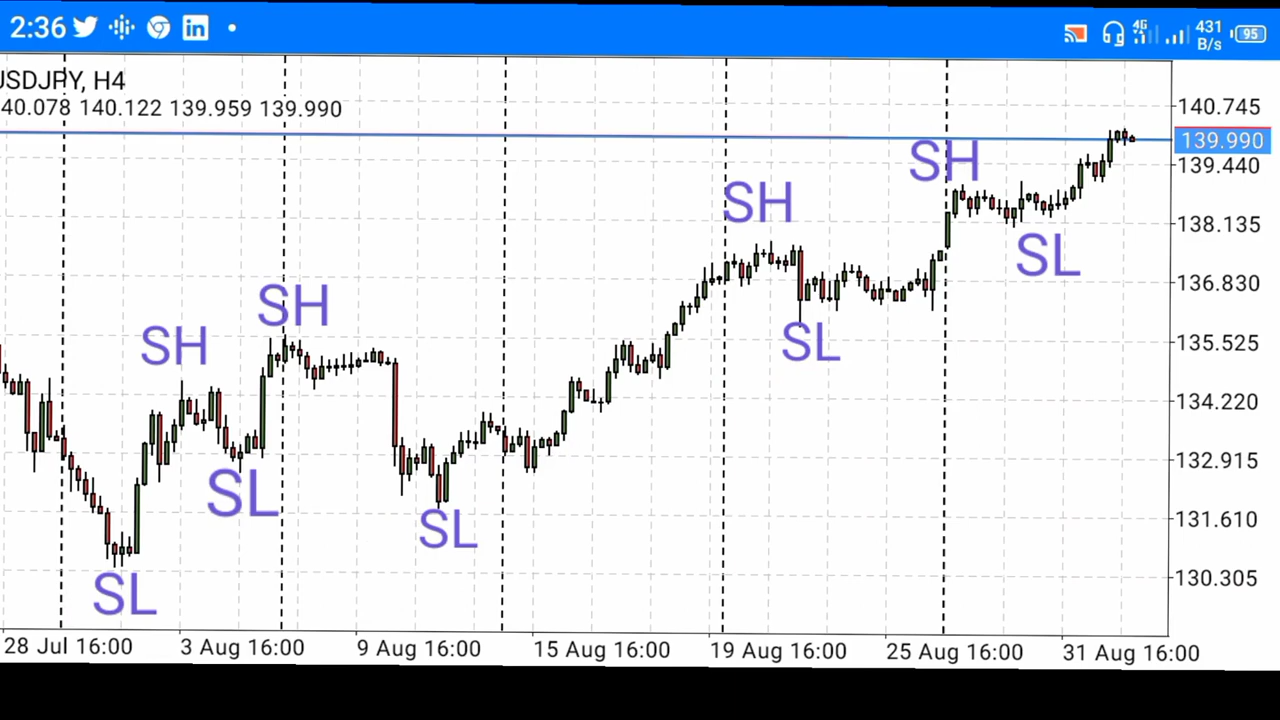 2:36 4G 431 B/s 95
USDJPY, H4
40.078 140.122 139.959 139.990
140.745
139.990
139.440
138.135
136.830
135.525
134.220
132.915
131.610
130.305
SH
SH
SH
SH
SL
SL
SL
SL
SL
28 Jul 16:00 3 Aug 16:00 9 Aug 16:00 15 Aug 16:00 19 Aug 16:00 25 Aug 16:00 31 Aug 16:00